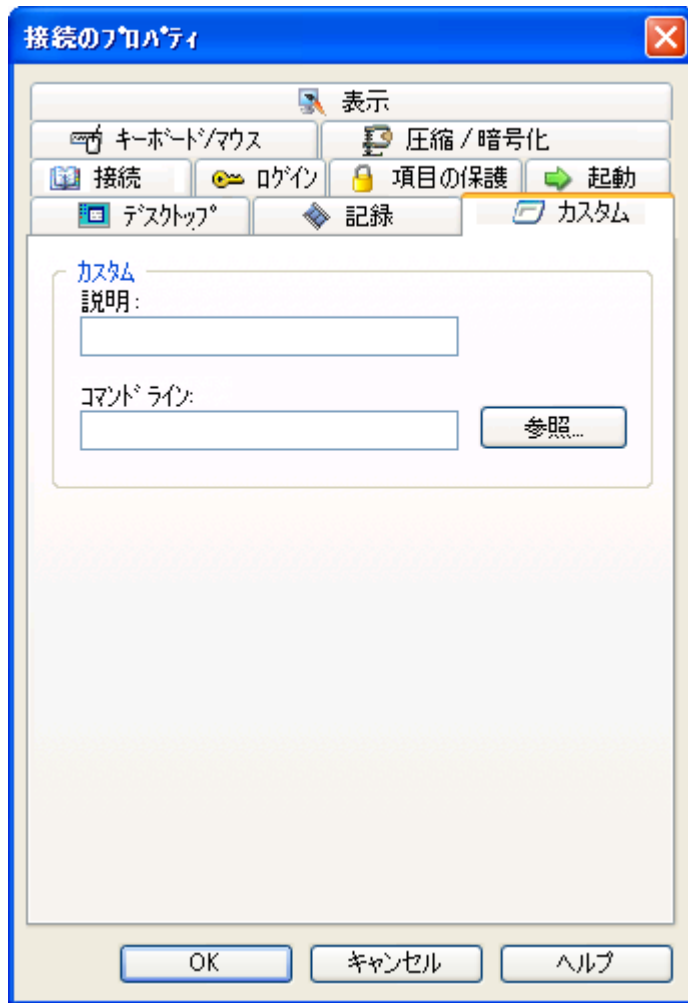 接続のﾌﾟﾛﾊﾟﾃｨ
表示
ｷｰﾎﾞｰﾄﾞ/ﾏｳｽ 圧縮/暗号化
接続 ﾛｸﾞｲﾝ 項目の保護 起動
ﾃﾞｽｸﾄｯﾌﾟ 記録 ｶｽﾀﾑ
ｶｽﾀﾑ
説明:
ｺﾏﾝﾄﾞ ﾗｲﾝ:
参照...
OK ｷｬﾝｾﾙ ﾍﾙﾌﾟ